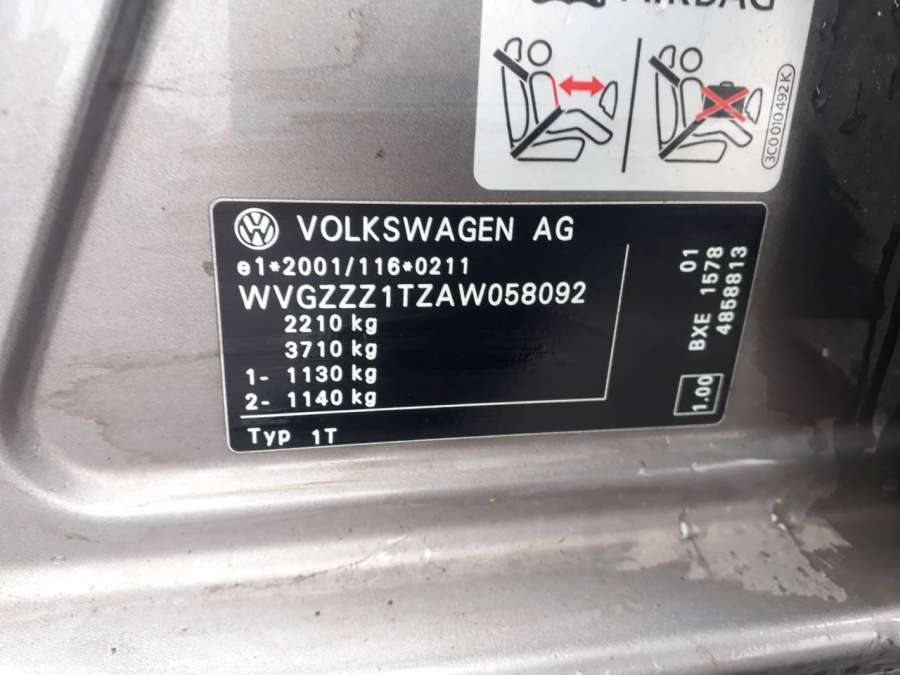 AIRBAG
3C0 010 492 K
VOLKSWAGEN AG
e1*2001/116*0211
WVGZZZ1TZAW058092
2210 kg
3710 kg
1- 1130 kg
2- 1140 kg
Typ 1T
01
BXE 1578
4858813
1.00